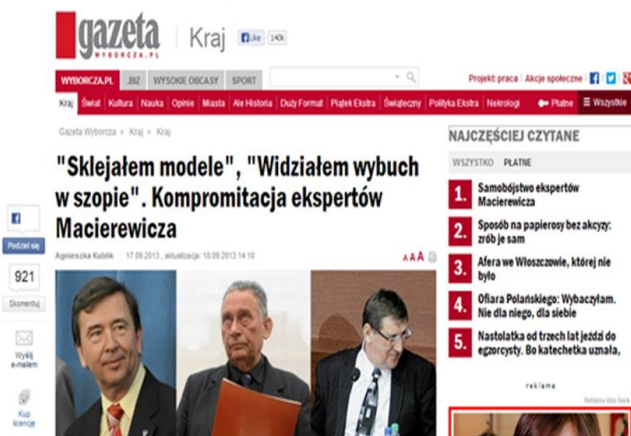 gazeta
WYBORCZA.PL
Kraj
Like 140k
WYBORCZA.PL .BIZ WYSOKIE OBCASY SPORT
Projekt: praca | Akcje społeczne
Kraj Świat Kultura Nauka Opinie Miasta Ale Historia Duży Format Piątek Ekstra Świąteczny Polityka Ekstra Nekrologi Płatne Wszystkie
Gazeta Wyborcza › Kraj › Kraj
"Sklejałem modele", "Widziałem wybuch
w szopie". Kompromitacja ekspertów
Macierewicza
Agnieszka Kublik 17.09.2013 , aktualizacja: 18.09.2013 14:10
A A A
Podziel się
921
Skomentuj
Wyślij
e-mailem
Kup
licencję
NAJCZĘŚCIEJ CZYTANE
WSZYSTKO PŁATNE
1. Samobójstwo ekspertów
Macierewicza
2. Sposób na papierosy bez akcyzy:
zrób je sam
3. Afera we Włoszczowie, której nie
było
4. Ofiara Polańskiego: Wybaczyłam.
Nie dla niego, dla siebie
5. Nastolatka od trzech lat jeździ do
egzorcysty. Bo katechetka uznała,
reklama